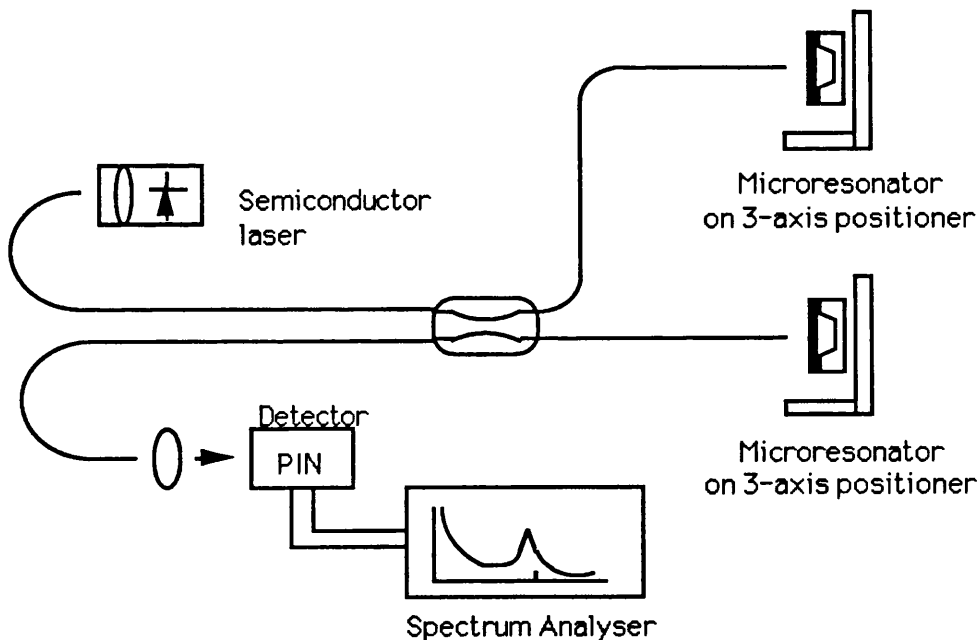 Microresonator
on 3-axis positioner
Semiconductor
laser
Microresonator
on 3-axis positioner
Detector
PIN
Spectrum Analyser